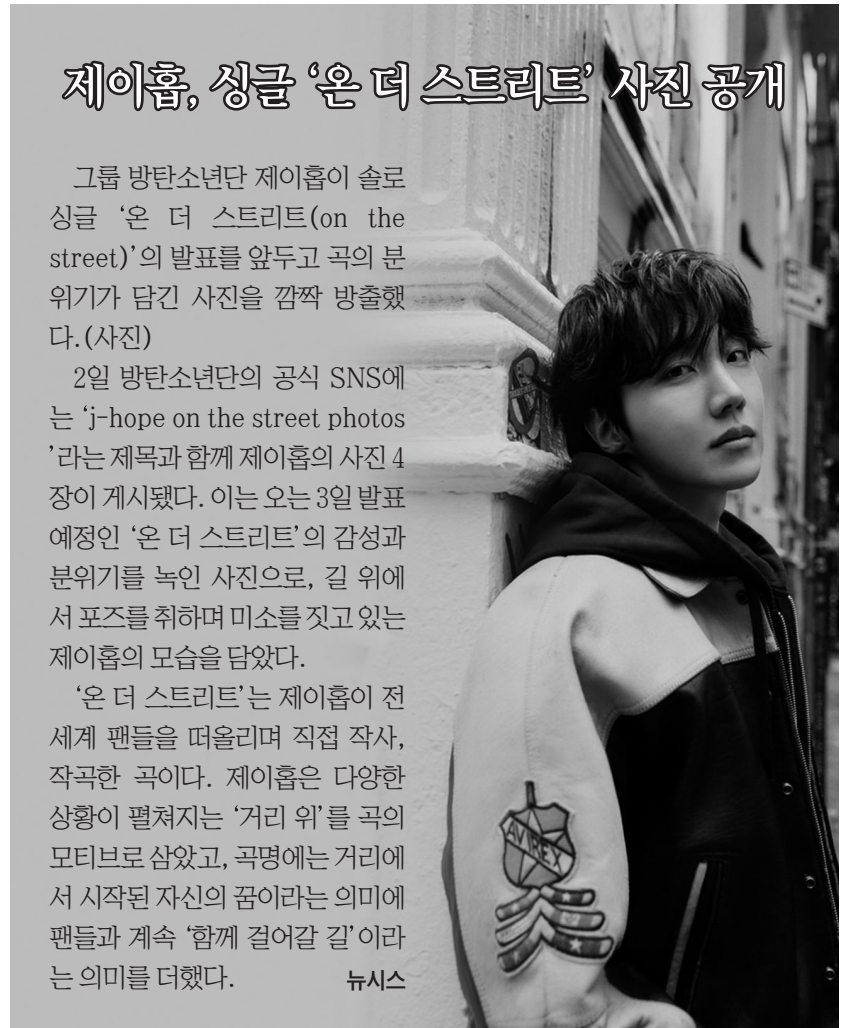 제이홉, 싱글 ‘온 더 스트리트’ 사진 공개
그룹 방탄소년단 제이홉이 솔로
싱글 ‘온 더 스트리트(on the
street)’의 발표를 앞두고 곡의 분
위기가 담긴 사진을 깜짝 방출했
다.(사진)
2일 방탄소년단의 공식 SNS에
는 ‘j-hope on the street photos
’라는 제목과 함께 제이홉의 사진 4
장이 게시됐다. 이는 오는 3일 발표
예정인 ‘온 더 스트리트’의 감성과
분위기를 녹인 사진으로, 길 위에
서 포즈를 취하며 미소를 짓고 있는
제이홉의 모습을 담았다.
‘온 더 스트리트’는 제이홉이 전
세계 팬들을 떠올리며 직접 작사,
작곡한 곡이다. 제이홉은 다양한
상황이 펼쳐지는 ‘거리 위’를 곡의
모티브로 삼았고, 곡명에는 거리에
서 시작된 자신의 꿈이라는 의미에
팬들과 계속 ‘함께 걸어갈 길’이라
는 의미를 더했다. 뉴시스
AVIREX